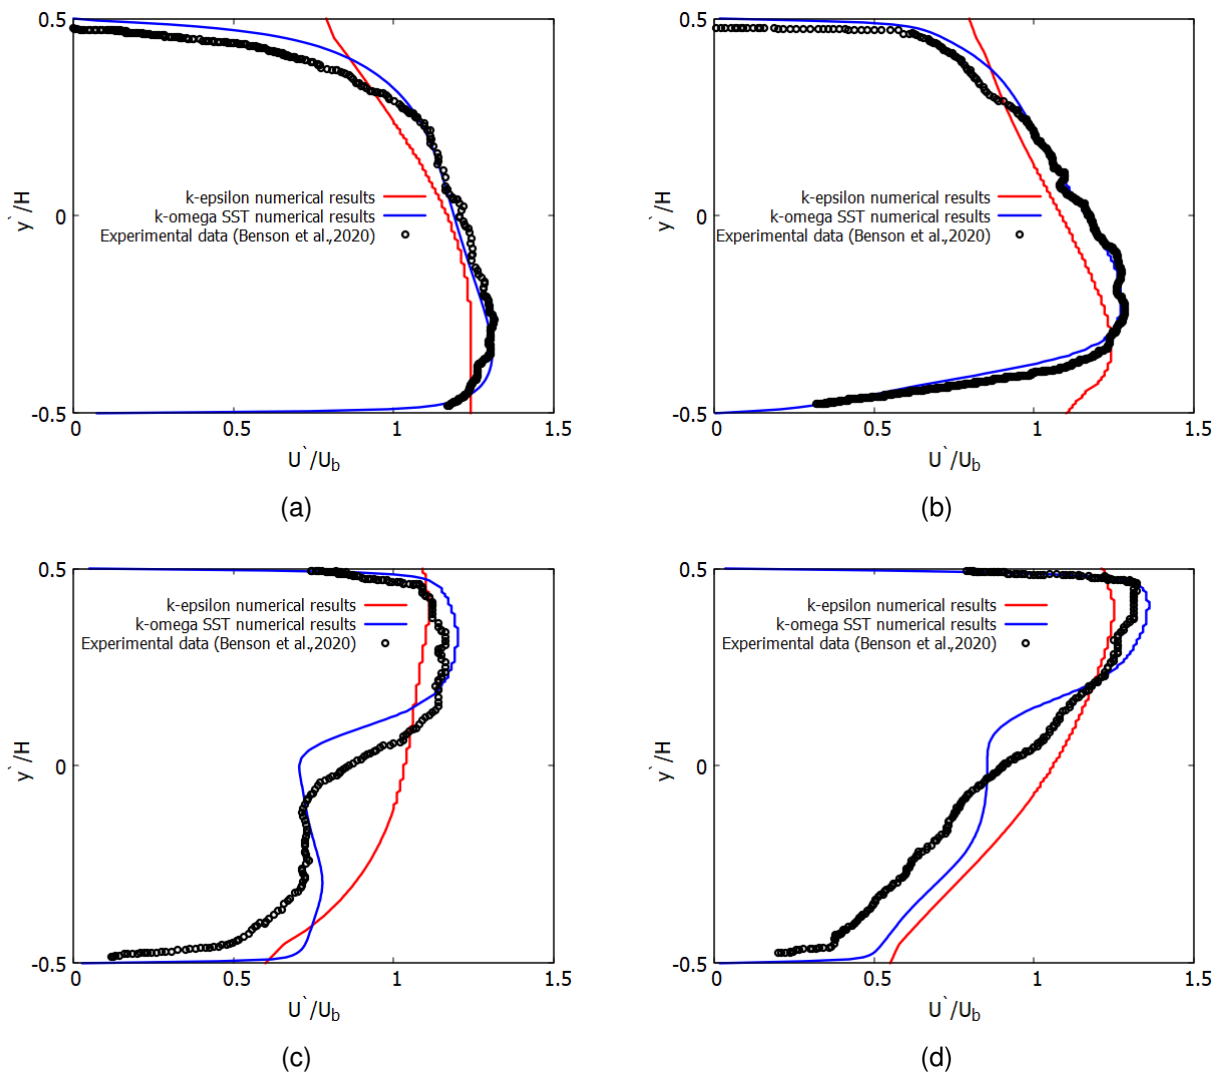 0.5
k-epsilon numerical results
k-omega SST numerical results
Experimental data (Benson et al.,2020)
y`/H
0
-0.5
0 0.5 1 1.5
U`/Ub
(a)
0.5
k-epsilon numerical results
k-omega SST numerical results
Experimental data (Benson et al.,2020)
y`/H
0
-0.5
0 0.5 1 1.5
U`/Ub
(b)
0.5
k-epsilon numerical results
k-omega SST numerical results
Experimental data (Benson et al.,2020)
y`/H
0
-0.5
0 0.5 1 1.5
U`/Ub
(c)
0.5
k-epsilon numerical results
k-omega SST numerical results
Experimental data (Benson et al.,2020)
y`/H
0
-0.5
0 0.5 1 1.5
U`/Ub
(d)